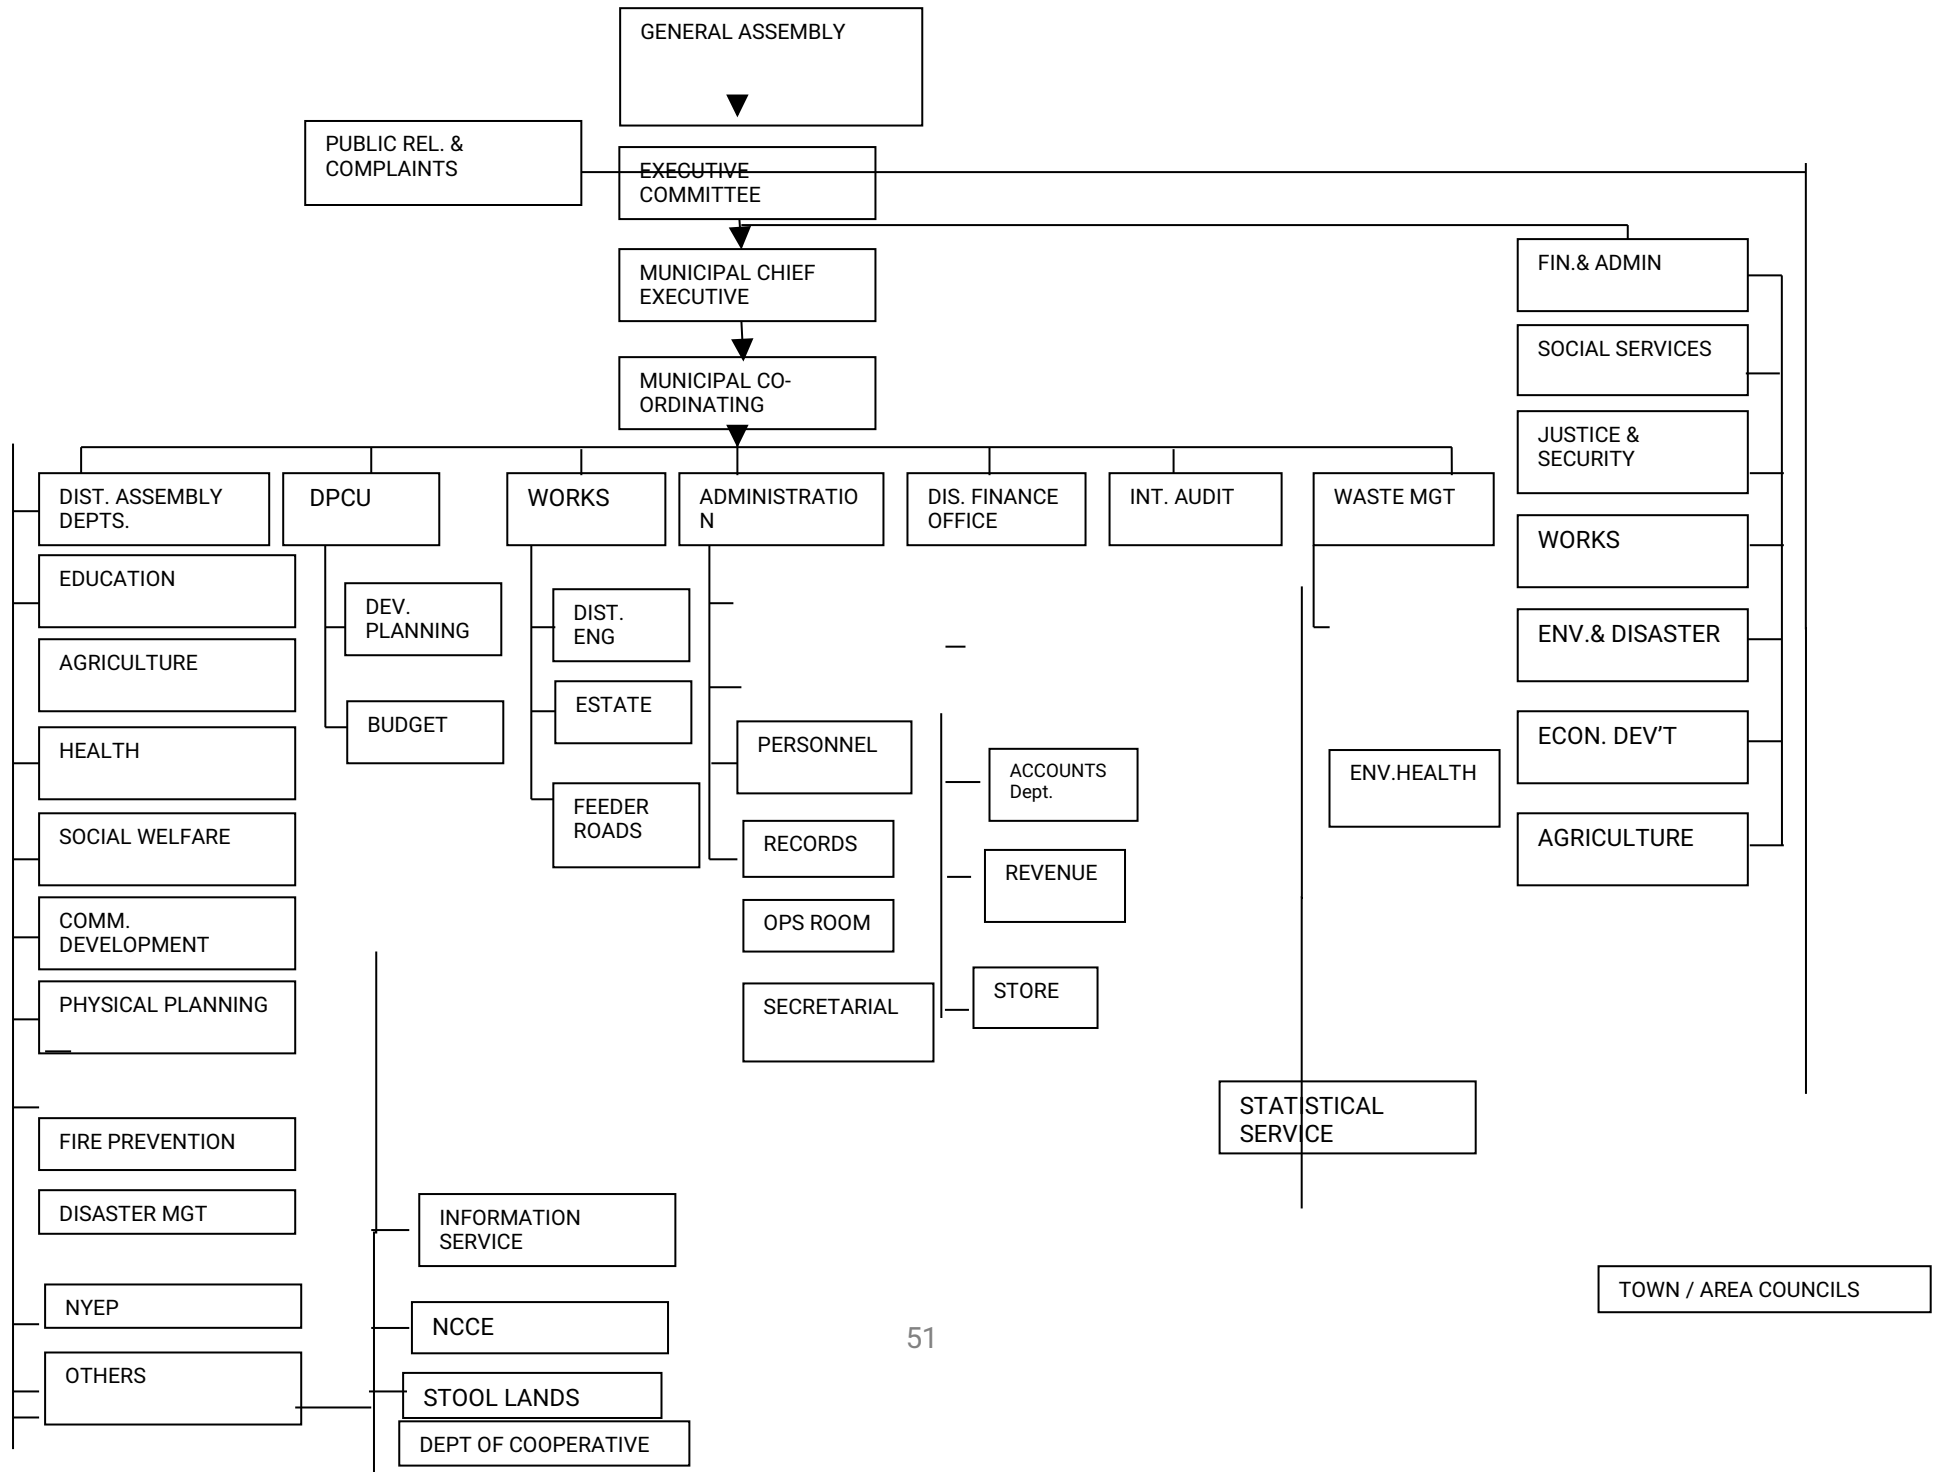 GENERAL ASSEMBLY
PUBLIC REL. &
COMPLAINTS
EXECUTIVE
COMMITTEE
MUNICIPAL CHIEF
EXECUTIVE
MUNICIPAL CO-
ORDINATING
FIN.& ADMIN
SOCIAL SERVICES
JUSTICE &
SECURITY
WORKS
ENV.& DISASTER
ECON. DEV’T
AGRICULTURE
DIST. ASSEMBLY
DEPTS.
DPCU
WORKS
ADMINISTRATIO
N
DIS. FINANCE
OFFICE
INT. AUDIT
WASTE MGT
EDUCATION
AGRICULTURE
HEALTH
SOCIAL WELFARE
COMM.
DEVELOPMENT
PHYSICAL PLANNING
FIRE PREVENTION
DISASTER MGT
NYEP
OTHERS
DEV.
PLANNING
BUDGET
DIST.
ENG
ESTATE
FEEDER
ROADS
PERSONNEL
RECORDS
OPS ROOM
SECRETARIAL
ACCOUNTS
Dept.
REVENUE
STORE
ENV.HEALTH
STATISTICAL
SERVICE
INFORMATION
SERVICE
NCCE
STOOL LANDS
DEPT OF COOPERATIVE
TOWN / AREA COUNCILS
51